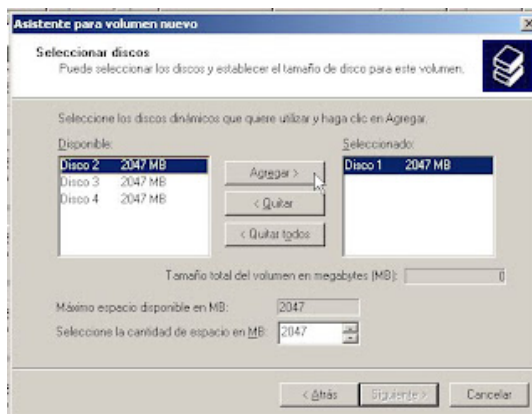 Asistente para volumen nuevo
Seleccionar discos
Puede seleccionar los discos y establecer el tamaño de disco para este volumen.
Seleccione los discos dinámicos que quiere utilizar y haga clic en Agregar.
Disponible: Seleccionado:
Disco 2 2047 MB Agregar > Disco 1 2047 MB
Disco 3 2047 MB
Disco 4 2047 MB < Quitar
< Quitar todos
Tamaño total del volumen en megabytes (MB): 0
Máximo espacio disponible en MB: 2047
Seleccione la cantidad de espacio en MB: 2047
< Atrás Siguiente > Cancelar